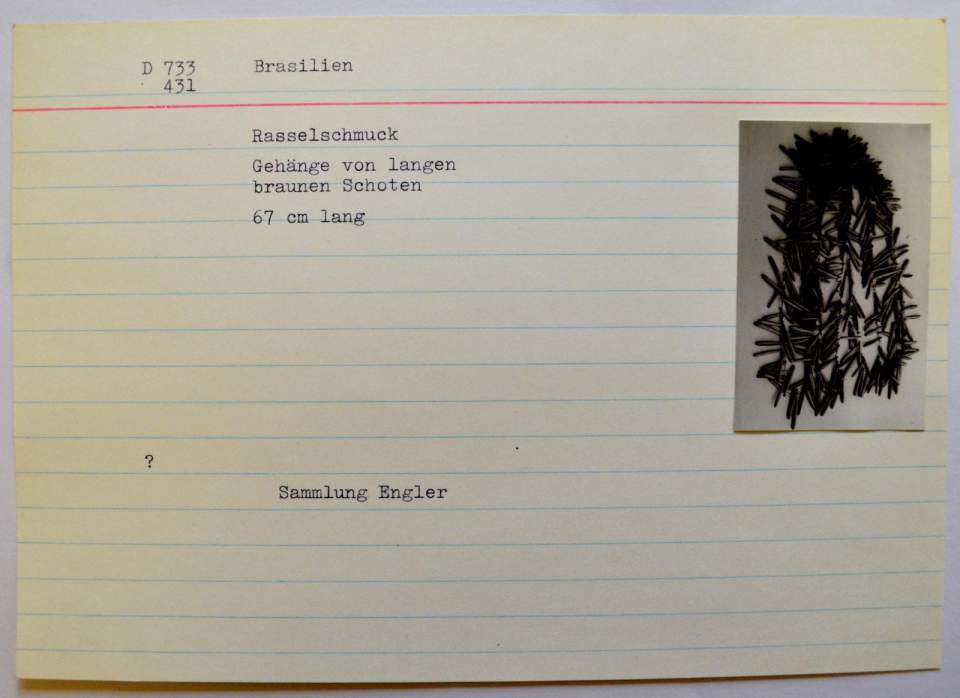 D 733 Brasilien
431
Rasselschmuck
Gehänge von langen
braunen Schoten
67 cm lang
?
Sammlung Engler